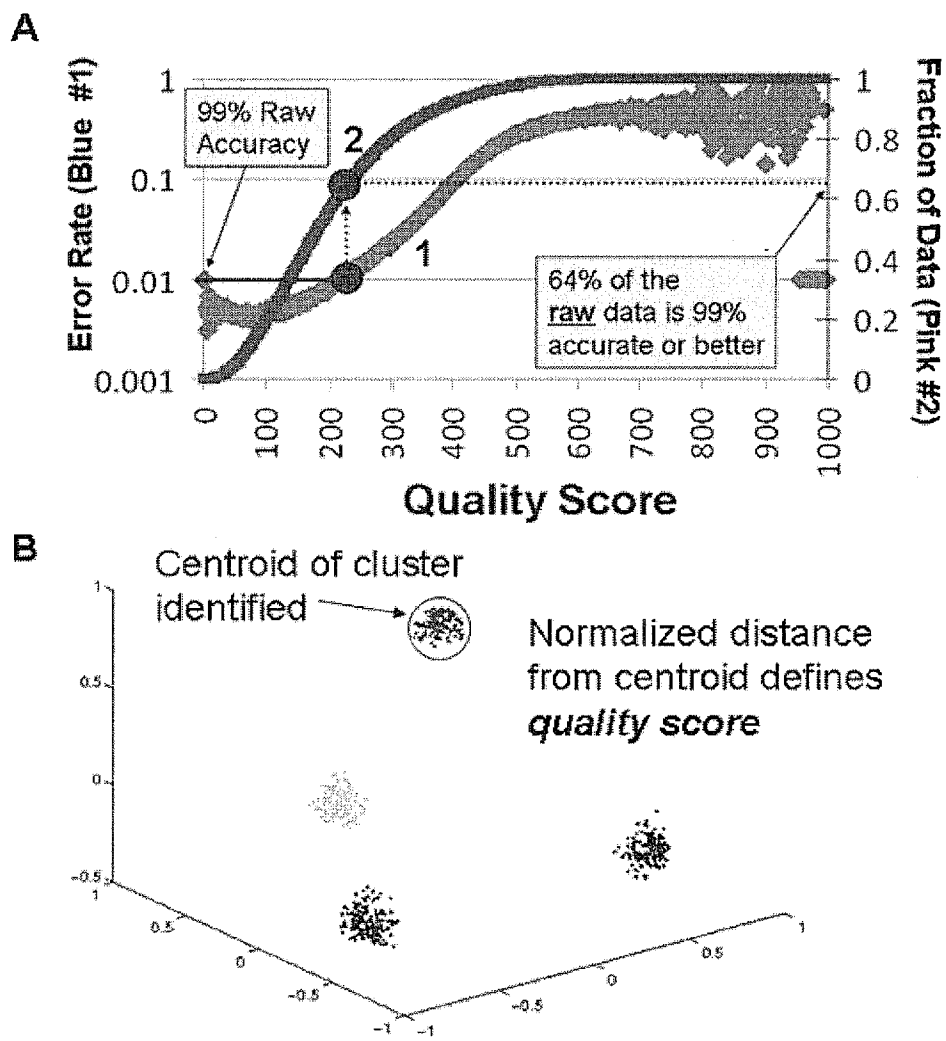 A
Error Rate (Blue #1)
1
0.1
0.01
0.001
99% Raw
Accuracy
2
1
64% of the
raw data is 99%
accurate or better
1
0.8
0.6
0.4
0.2
0
Fraction of Data (Pink #2)
0
100
200
300
400
500
600
700
800
900
1000
Quality Score
B
Centroid of cluster
identified
Normalized distance
from centroid defines
quality score
1
0.5
0
-0.5
1
0.5
0
-0.5
-1
-1
-0.5
0
0.5
1